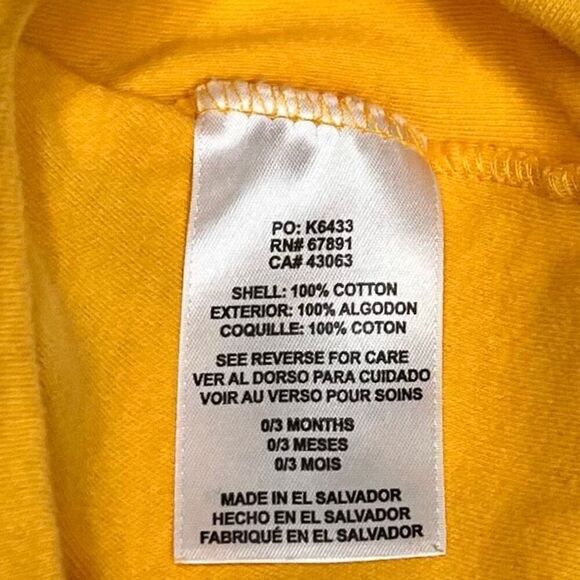 PO: K6433
RN# 67891
CA# 43063
SHELL: 100% COTTON
EXTERIOR: 100% ALGODON
COQUILLE: 100% COTON
SEE REVERSE FOR CARE
VER AL DORSO PARA CUIDADO
VOIR AU VERSO POUR SOINS
0/3 MONTHS
0/3 MESES
0/3 MOIS
MADE IN EL SALVADOR
HECHO EN EL SALVADOR
FABRIQUÉ EN EL SALVADOR